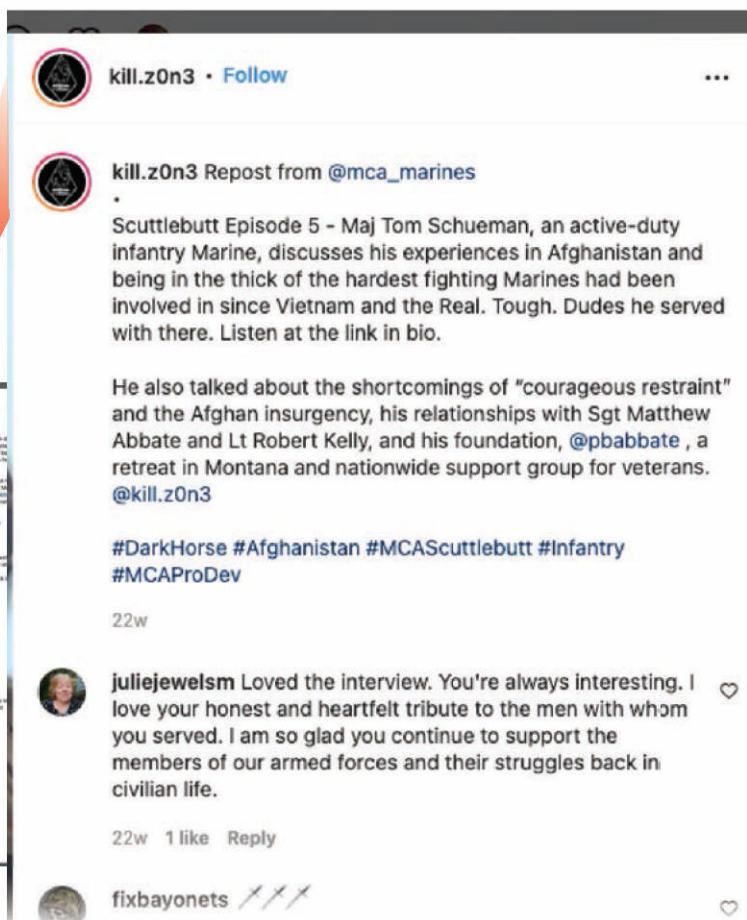 kill.z0n3 • Follow
kill.z0n3 Repost from @mca_marines
.
Scuttlebutt Episode 5 - Maj Tom Schueman, an active-duty
infantry Marine, discusses his experiences in Afghanistan and
being in the thick of the hardest fighting Marines had been
involved in since Vietnam and the Real. Tough. Dudes he served
with there. Listen at the link in bio.
He also talked about the shortcomings of "courageous restraint"
and the Afghan insurgency, his relationships with Sgt Matthew
Abbate and Lt Robert Kelly, and his foundation, @pbabbate , a
retreat in Montana and nationwide support group for veterans.
@kill.z0n3
#DarkHorse #Afghanistan #MCAScuttlebutt #Infantry
#MCAProDev
22w
juliejewelsm Loved the interview. You're always interesting. I
love your honest and heartfelt tribute to the men with whom
you served. I am so glad you continue to support the
members of our armed forces and their struggles back in
civilian life.
22w 1 like Reply
fixbayonets